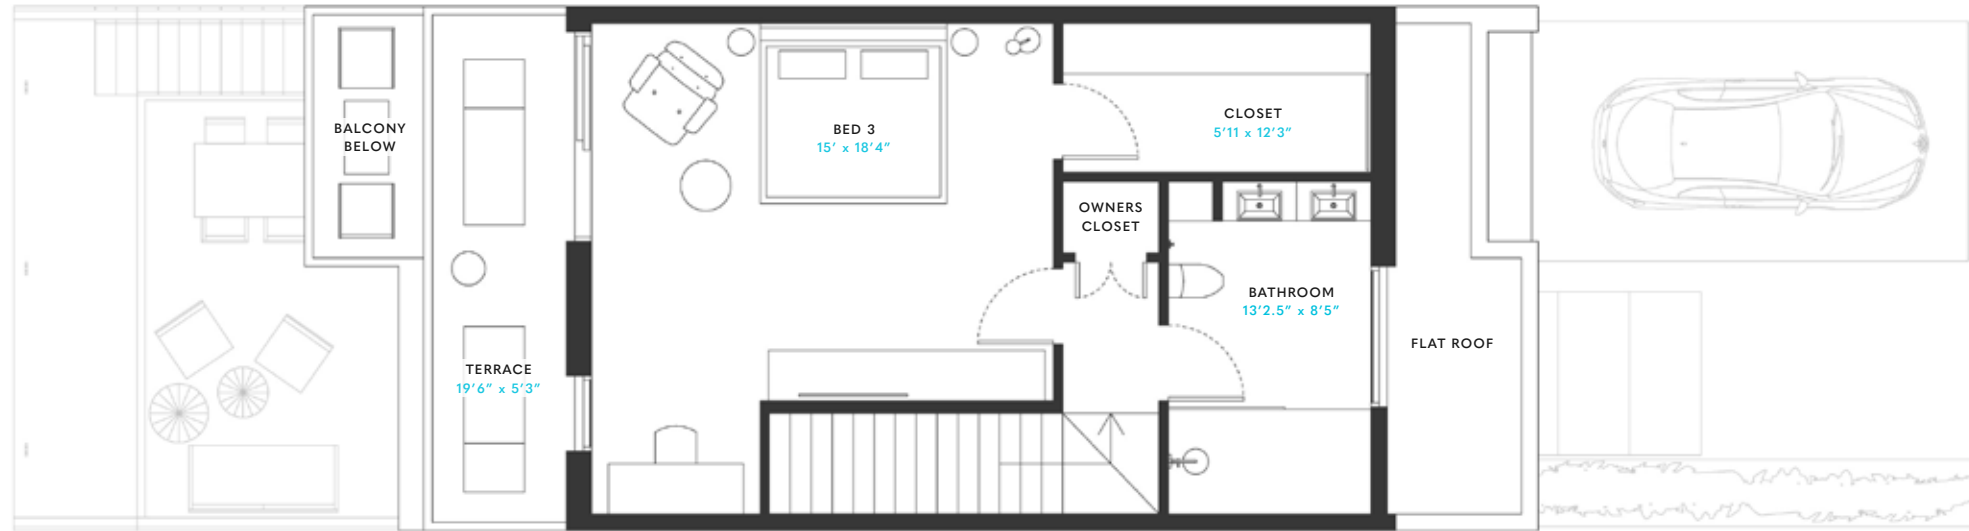 BALCONY
BELOW
TERRACE
19'6" x 5'3"
BED 3
15' x 18'4"
CLOSET
5'11 x 12'3"
OWNERS
CLOSET
BATHROOM
13'2.5" x 8'5"
FLAT ROOF